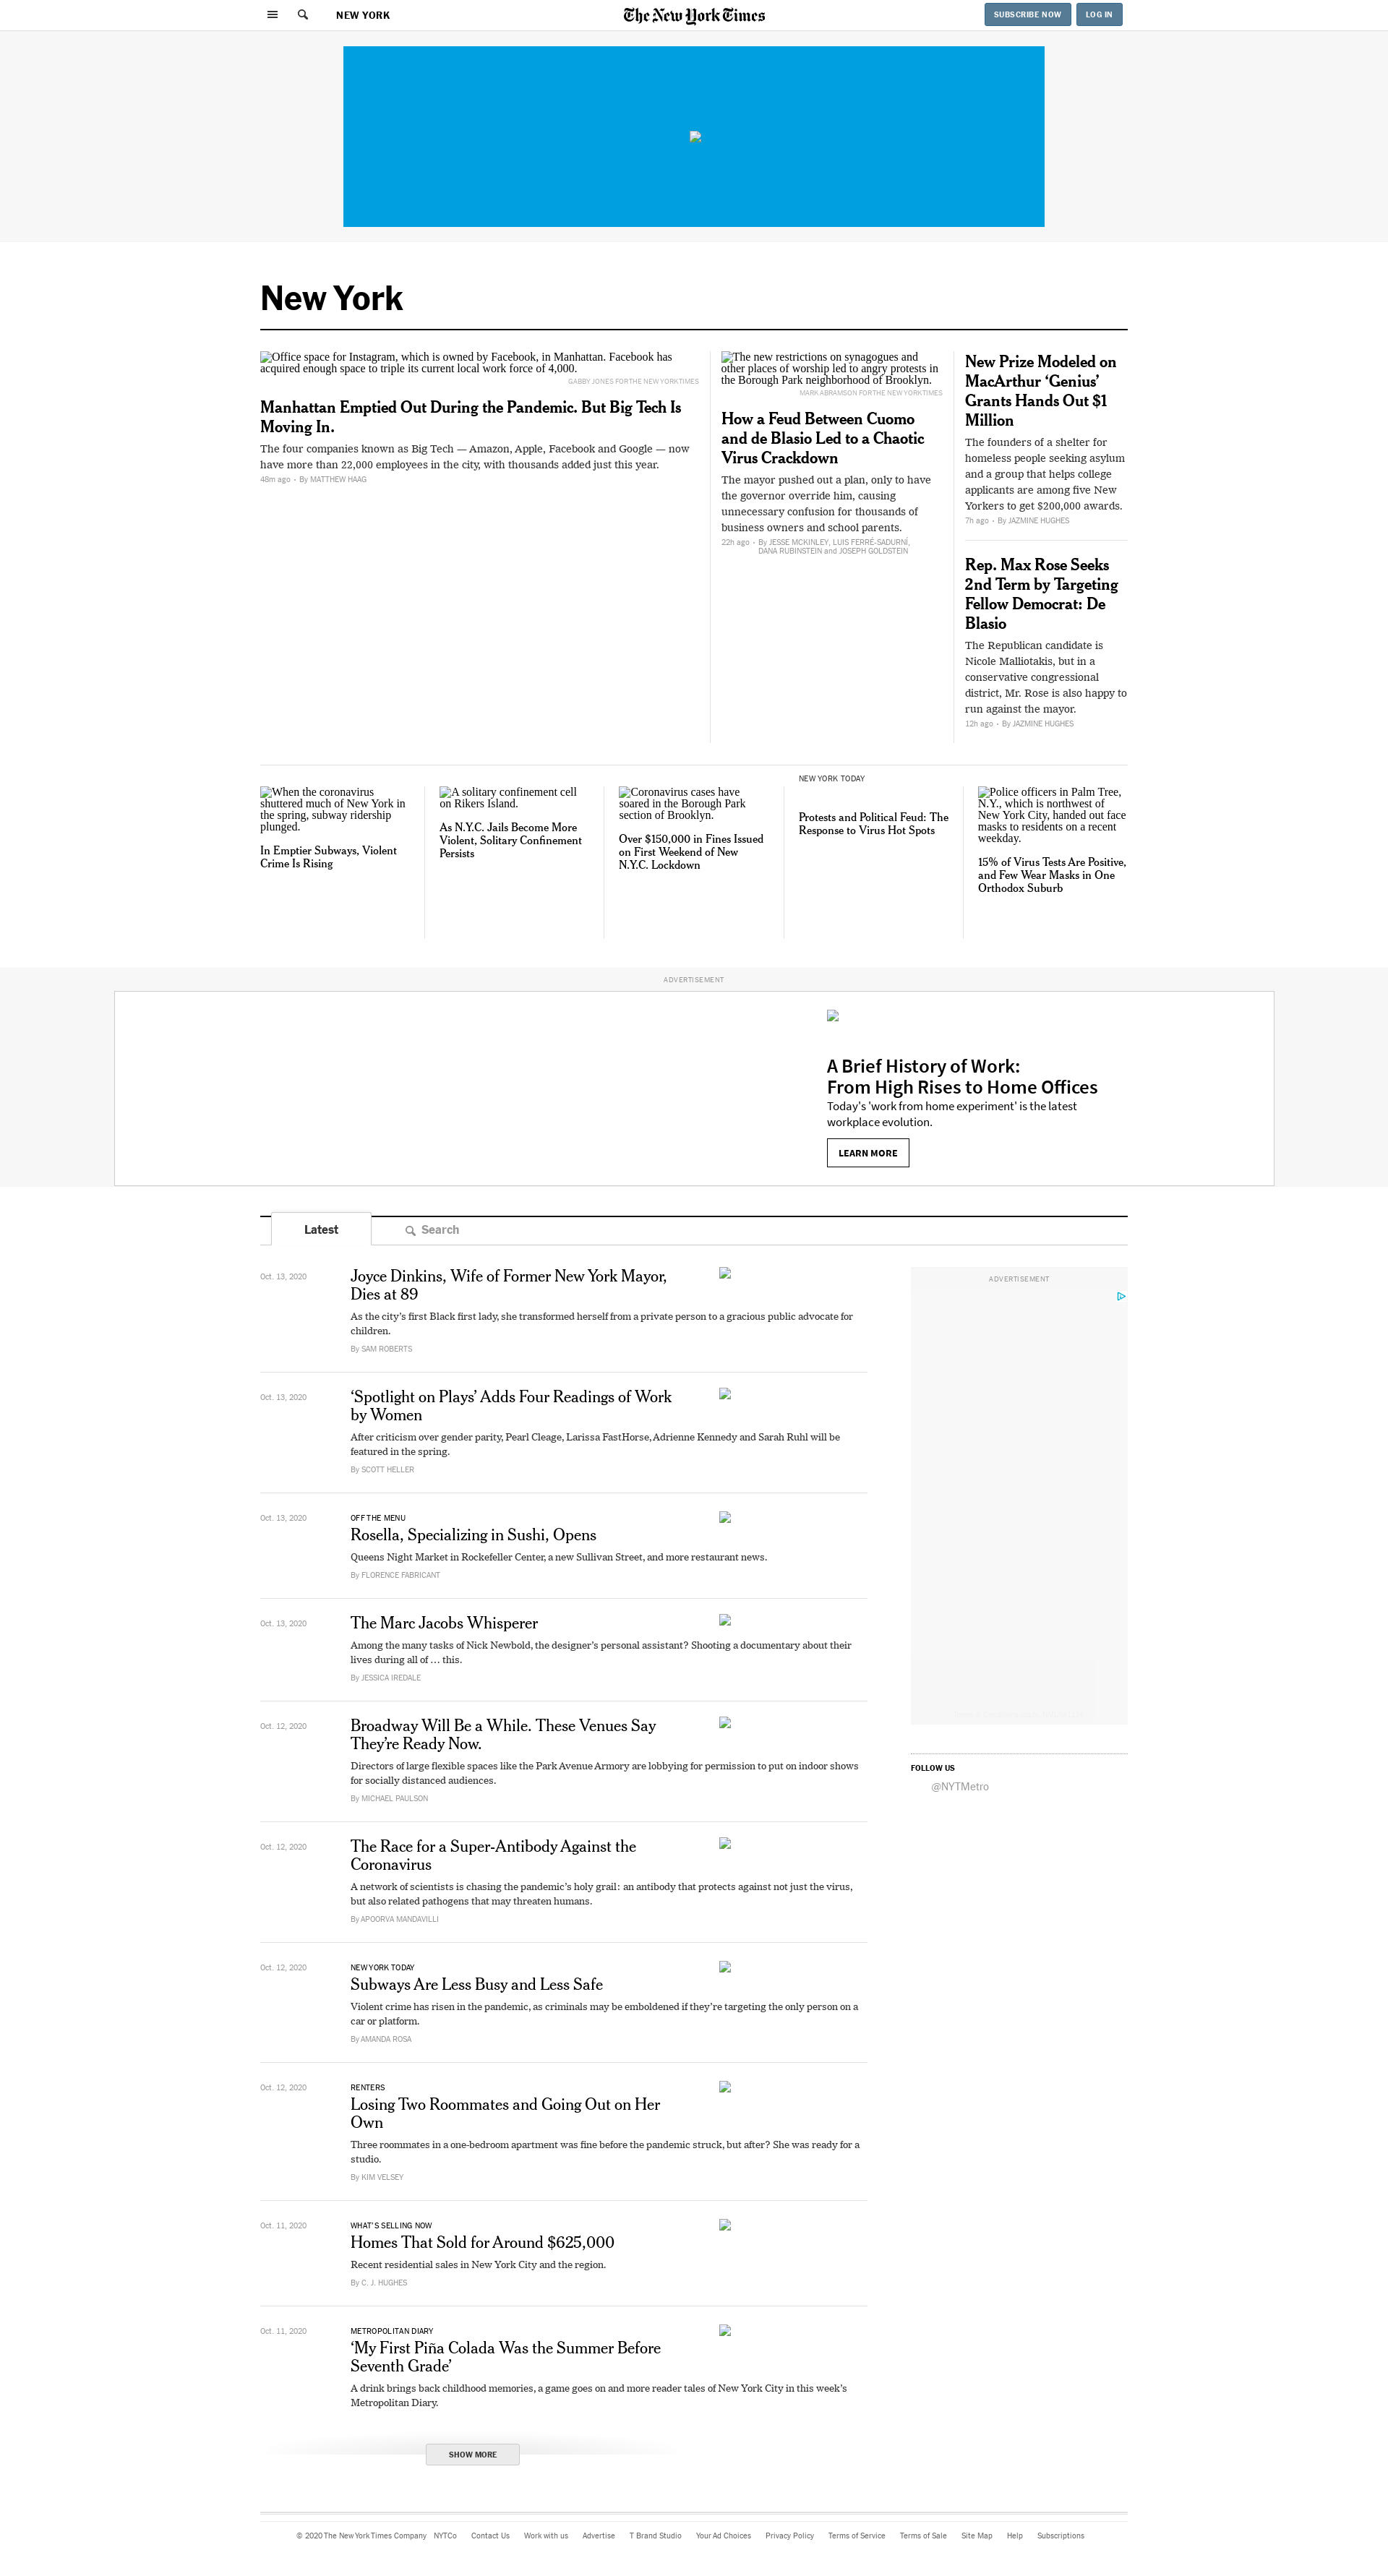 NEW YORK
The New York Times
SUBSCRIBE NOW
LOG IN
New York
Office space for Instagram, which is owned by Facebook, in Manhattan. Facebook has
acquired enough space to triple its current local work force of 4,000.
GABBY JONES FOR THE NEW YORK TIMES
Manhattan Emptied Out During the Pandemic. But Big Tech Is
Moving In.
The four companies known as Big Tech — Amazon, Apple, Facebook and Google — now
have more than 22,000 employees in the city, with thousands added just this year.
48m ago • By MATTHEW HAAG
The new restrictions on synagogues and
other places of worship led to angry protests in
the Borough Park neighborhood of Brooklyn.
MARK ABRAMSON FOR THE NEW YORK TIMES
How a Feud Between Cuomo
and de Blasio Led to a Chaotic
Virus Crackdown
The mayor pushed out a plan, only to have
the governor override him, causing
unnecessary confusion for thousands of
business owners and school parents.
22h ago • By JESSE MCKINLEY, LUIS FERRÉ-SADURNÍ,
DANA RUBINSTEIN and JOSEPH GOLDSTEIN
New Prize Modeled on
MacArthur ‘Genius’
Grants Hands Out $1
Million
The founders of a shelter for
homeless people seeking asylum
and a group that helps college
applicants are among five New
Yorkers to get $200,000 awards.
7h ago • By JAZMINE HUGHES
Rep. Max Rose Seeks
2nd Term by Targeting
Fellow Democrat: De
Blasio
The Republican candidate is
Nicole Malliotakis, but in a
conservative congressional
district, Mr. Rose is also happy to
run against the mayor.
12h ago • By JAZMINE HUGHES
When the coronavirus
shuttered much of New York in
the spring, subway ridership
plunged.
In Emptier Subways, Violent
Crime Is Rising
A solitary confinement cell
on Rikers Island.
As N.Y.C. Jails Become More
Violent, Solitary Confinement
Persists
Coronavirus cases have
soared in the Borough Park
section of Brooklyn.
Over $150,000 in Fines Issued
on First Weekend of New
N.Y.C. Lockdown
NEW YORK TODAY
Protests and Political Feud: The
Response to Virus Hot Spots
Police officers in Palm Tree,
N.Y., which is northwest of
New York City, handed out face
masks to residents on a recent
weekday.
15% of Virus Tests Are Positive,
and Few Wear Masks in One
Orthodox Suburb
ADVERTISEMENT
A Brief History of Work:
From High Rises to Home Offices
Today's 'work from home experiment' is the latest
workplace evolution.
LEARN MORE
Latest
Search
Oct. 13, 2020
Joyce Dinkins, Wife of Former New York Mayor,
Dies at 89
As the city’s first Black first lady, she transformed herself from a private person to a gracious public advocate for
children.
By SAM ROBERTS
ADVERTISEMENT
Oct. 13, 2020
‘Spotlight on Plays’ Adds Four Readings of Work
by Women
After criticism over gender parity, Pearl Cleage, Larissa FastHorse, Adrienne Kennedy and Sarah Ruhl will be
featured in the spring.
By SCOTT HELLER
Oct. 13, 2020
OFF THE MENU
Rosella, Specializing in Sushi, Opens
Queens Night Market in Rockefeller Center, a new Sullivan Street, and more restaurant news.
By FLORENCE FABRICANT
Oct. 13, 2020
The Marc Jacobs Whisperer
Among the many tasks of Nick Newbold, the designer’s personal assistant? Shooting a documentary about their
lives during all of … this.
By JESSICA IREDALE
Oct. 12, 2020
Broadway Will Be a While. These Venues Say
They’re Ready Now.
Directors of large flexible spaces like the Park Avenue Armory are lobbying for permission to put on indoor shows
for socially distanced audiences.
By MICHAEL PAULSON
FOLLOW US
@NYTMetro
Oct. 12, 2020
The Race for a Super-Antibody Against the
Coronavirus
A network of scientists is chasing the pandemic’s holy grail: an antibody that protects against not just the virus,
but also related pathogens that may threaten humans.
By APOORVA MANDAVILLI
Oct. 12, 2020
NEW YORK TODAY
Subways Are Less Busy and Less Safe
Violent crime has risen in the pandemic, as criminals may be emboldened if they’re targeting the only person on a
car or platform.
By AMANDA ROSA
Oct. 12, 2020
RENTERS
Losing Two Roommates and Going Out on Her
Own
Three roommates in a one-bedroom apartment was fine before the pandemic struck, but after? She was ready for a
studio.
By KIM VELSEY
Oct. 11, 2020
WHAT'S SELLING NOW
Homes That Sold for Around $625,000
Recent residential sales in New York City and the region.
By C. J. HUGHES
Oct. 11, 2020
METROPOLITAN DIARY
‘My First Piña Colada Was the Summer Before
Seventh Grade’
A drink brings back childhood memories, a game goes on and more reader tales of New York City in this week’s
Metropolitan Diary.
SHOW MORE
© 2020 The New York Times Company NYTCo Contact Us Work with us Advertise T Brand Studio Your Ad Choices Privacy Policy Terms of Service Terms of Sale Site Map Help Subscriptions